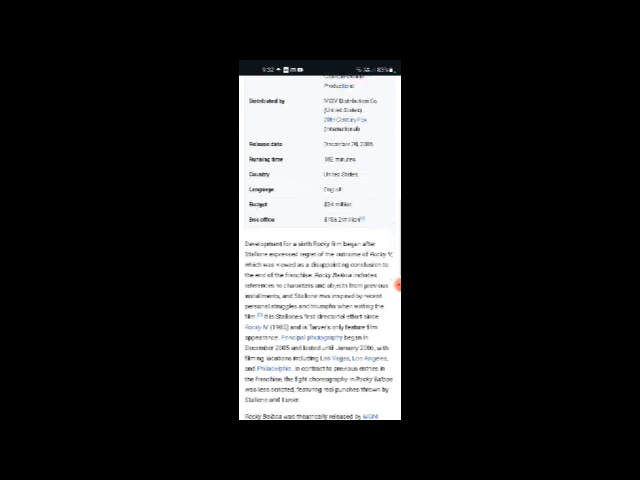 9:52
85%
Productions
Distributed by
MGM Distribution Co.
(United States)
20th Century Fox
(International)
Release date
December 20, 2006
Running time
102 minutes
Country
United States
Language
English
Budget
$24 million
Box office
million
Development for a sixth Rocky film began after
Stallone expressed regret of the outcome of Rocky V,
which was viewed as a disappointing conclusion to
the end of the franchise. Rocky Balboa includes
references to characters and objects from previous
installments, and Stallone was inspired by recent
personal struggles and triumphs when writing the
film. It is Stallone's first directorial effort since
Rocky IV (1985) and is Tarver's only feature film
appearance. Principal photography began in
December 2005 and lasted until January 2006, with
filming locations including Las Vegas, Los Angeles,
and Philadelphia. In contrast to previous entries in
the franchise, the fight choreography in Rocky Balboa
was less scripted, featuring real punches thrown by
Stallone and Tarver.
Rocky Balboa was theatrically released by MGM